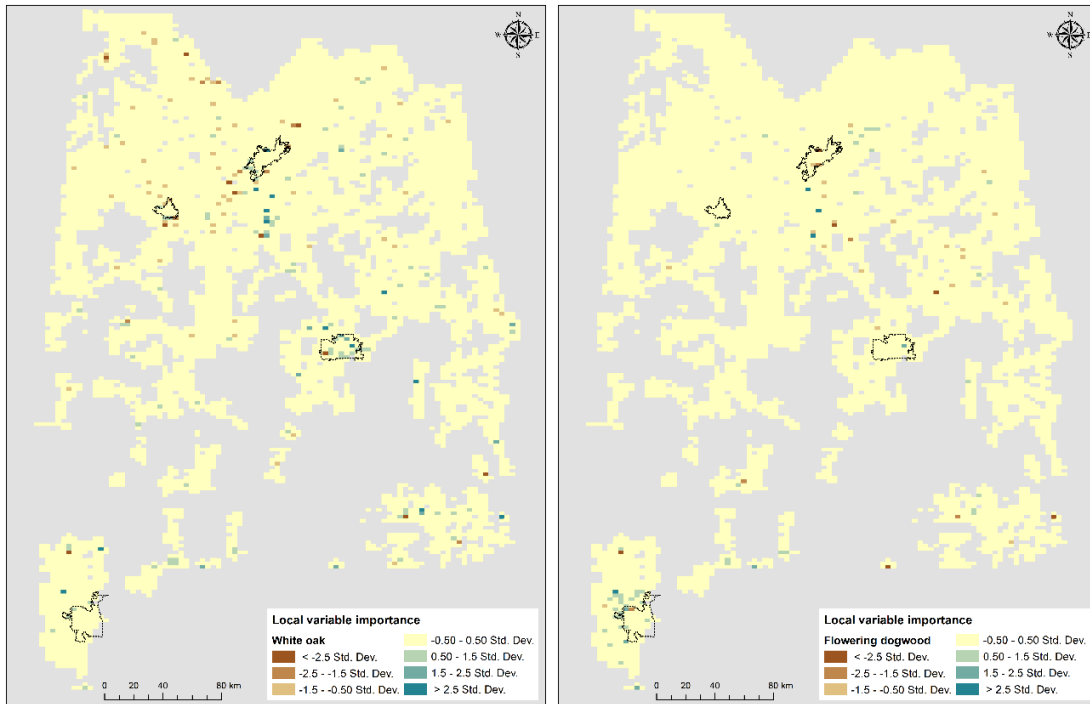 N
W E
S
Local variable importance
White oak
< -2.5 Std. Dev.
-2.5 - -1.5 Std. Dev.
-1.5 - -0.50 Std. Dev.
-0.50 - 0.50 Std. Dev.
0.50 - 1.5 Std. Dev.
1.5 - 2.5 Std. Dev.
> 2.5 Std. Dev.
0 20 40 80 km
N
W E
S
Local variable importance
Flowering dogwood
< -2.5 Std. Dev.
-2.5 - -1.5 Std. Dev.
-1.5 - -0.50 Std. Dev.
-0.50 - 0.50 Std. Dev.
0.50 - 1.5 Std. Dev.
1.5 - 2.5 Std. Dev.
> 2.5 Std. Dev.
0 20 40 80 km